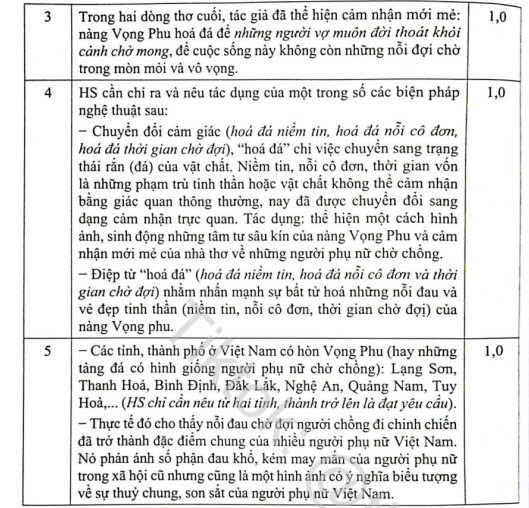 3 Trong hai dòng thơ cuối, tác giả đã thể hiện cảm nhận mới mẻ: 1,0
nàng Vọng Phu hoá đá để những người vợ muôn đời thoát khỏi
cảnh chờ mong, để cuộc sống này không còn những nỗi đợi chờ
trong mòn mỏi và vô vọng.
4 HS cần chỉ ra và nêu tác dụng của một trong số các biện pháp 1,0
nghệ thuật sau:
– Chuyển đổi cảm giác (hoá đá niềm tin, hoá đá nỗi cô đơn,
hoá đá thời gian chờ đợi), “hoá đá” chỉ việc chuyển sang trạng
thái rắn (đá) của vật chất. Niềm tin, nỗi cô đơn, thời gian vốn
là những phạm trù tinh thần hoặc vật chất không thể cảm nhận
bằng giác quan thông thường, nay đã được chuyển đổi sang
dạng cảm nhận trực quan. Tác dụng: thể hiện một cách hình
ảnh, sinh động những tâm tư sâu kín của nàng Vọng Phu và cảm
nhận mới mẻ của nhà thơ về những người phụ nữ chờ chồng.
– Điệp từ “hoá đá” (hoá đá niềm tin, hoá đá nỗi cô đơn và thời
gian chờ đợi) nhằm nhấn mạnh sự bất tử hoá những nỗi đau và
vẻ đẹp tinh thần (niềm tin, nỗi cô đơn, thời gian chờ đợi) của
nàng Vọng phu.
5 – Các tỉnh, thành phố ở Việt Nam có hòn Vọng Phu (hay những 1,0
tảng đá có hình giống người phụ nữ chờ chồng): Lạng Sơn,
Thanh Hoá, Bình Định, Đắk Lắk, Nghệ An, Quảng Nam, Tuy
Hoà,... (HS chỉ cần nêu từ hai tỉnh, thành trở lên là đạt yêu cầu).
– Thực tế đó cho thấy nỗi đau chờ đợi người chồng đi chinh chiến
đã trở thành đặc điểm chung của nhiều người phụ nữ Việt Nam.
Nó phản ánh số phận đau khổ, kém may mắn của người phụ nữ
trong xã hội cũ nhưng cũng là một hình ảnh có ý nghĩa biểu tượng
về sự thuỷ chung, son sắt của người phụ nữ Việt Nam.
Tiktok: